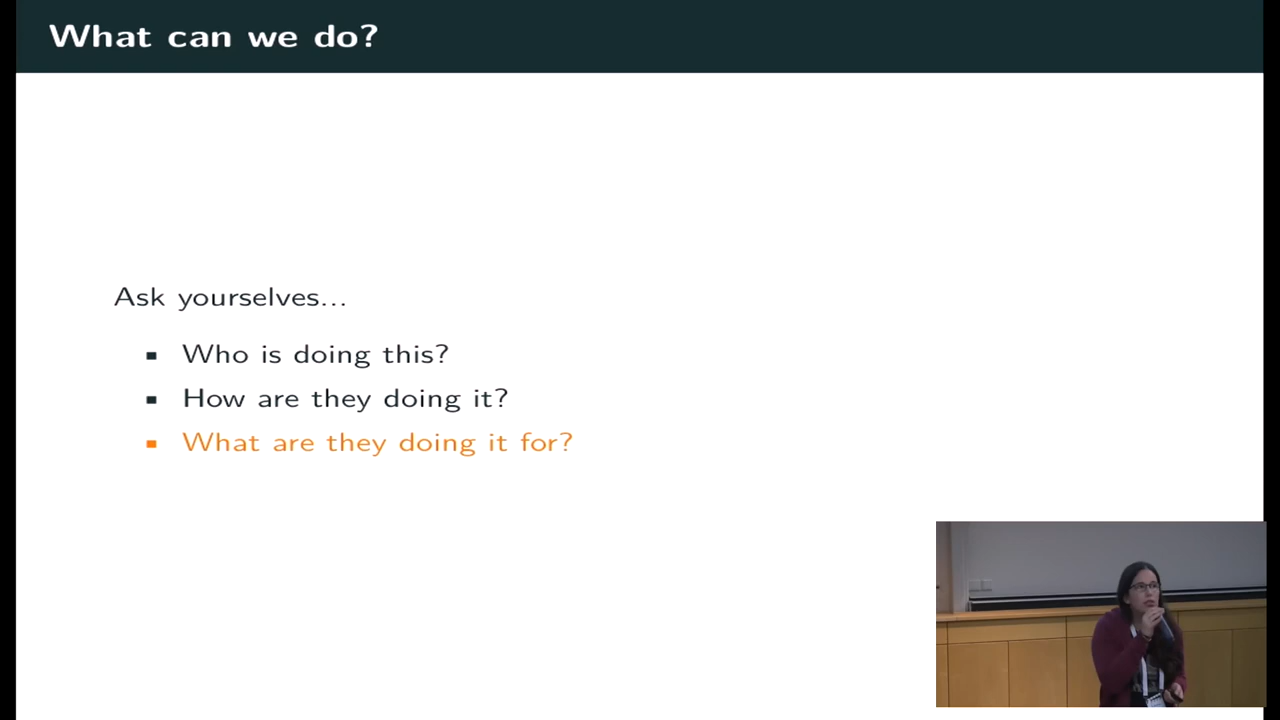 What can we do?
Ask yourselves...
Who is doing this?
How are they doing it?
What are they doing it for?